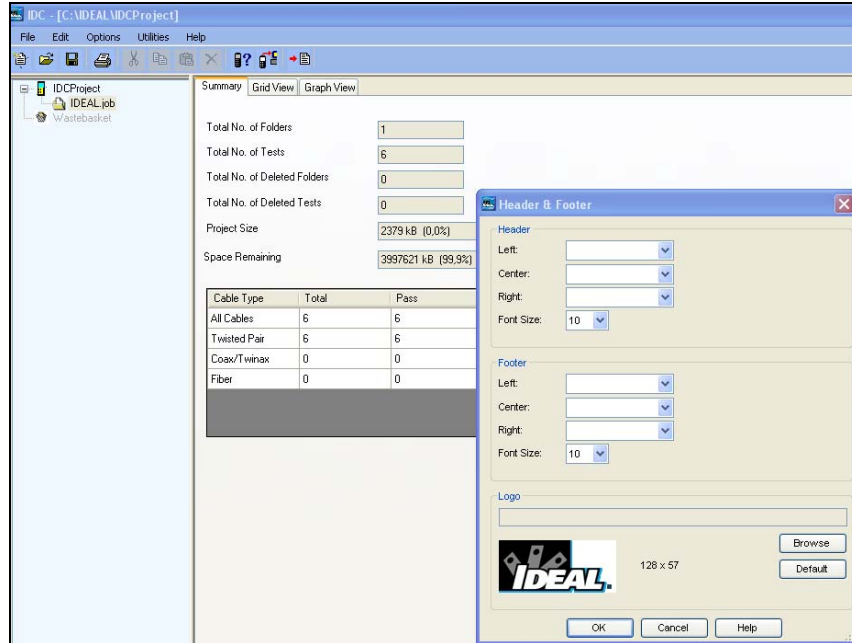 IDC - [C:\IDEAL\IDCProject]
File Edit Options Utilities Help
IDCProject
IDEAL.job
Wastebasket
Summary Grid View Graph View
Total No. of Folders 1
Total No. of Tests 6
Total No. of Deleted Folders 0
Total No. of Deleted Tests 0
Project Size 2379 kB (0,0%)
Space Remaining 3997621 kB (99,9%)
Cable Type Total Pass
All Cables 6 6
Twisted Pair 6 6
Coax/Twinax 0 0
Fiber 0 0
Header & Footer
Header
Left:
Center:
Right:
Font Size: 10
Footer
Left:
Center:
Right:
Font Size: 10
Logo
Browse
IDEAL. 128 x 57 Default
OK Cancel Help